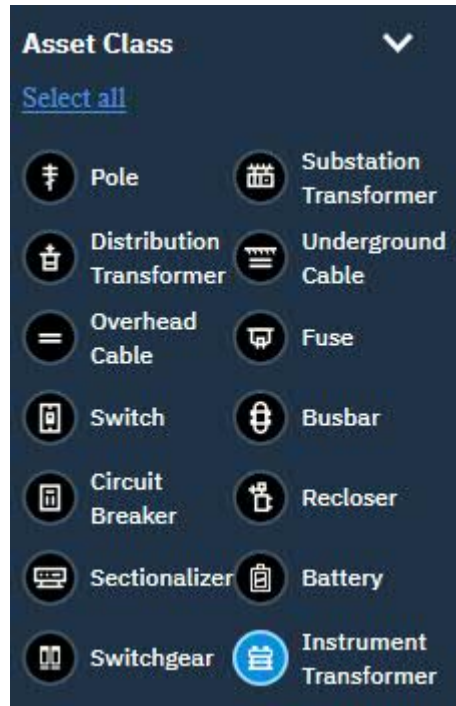 Asset Class
Select all
Pole
Substation
Transformer
Distribution
Transformer
Underground
Cable
Overhead
Cable
Fuse
Switch
Busbar
Circuit
Breaker
Recloser
Sectionalizer
Battery
Switchgear
Instrument
Transformer